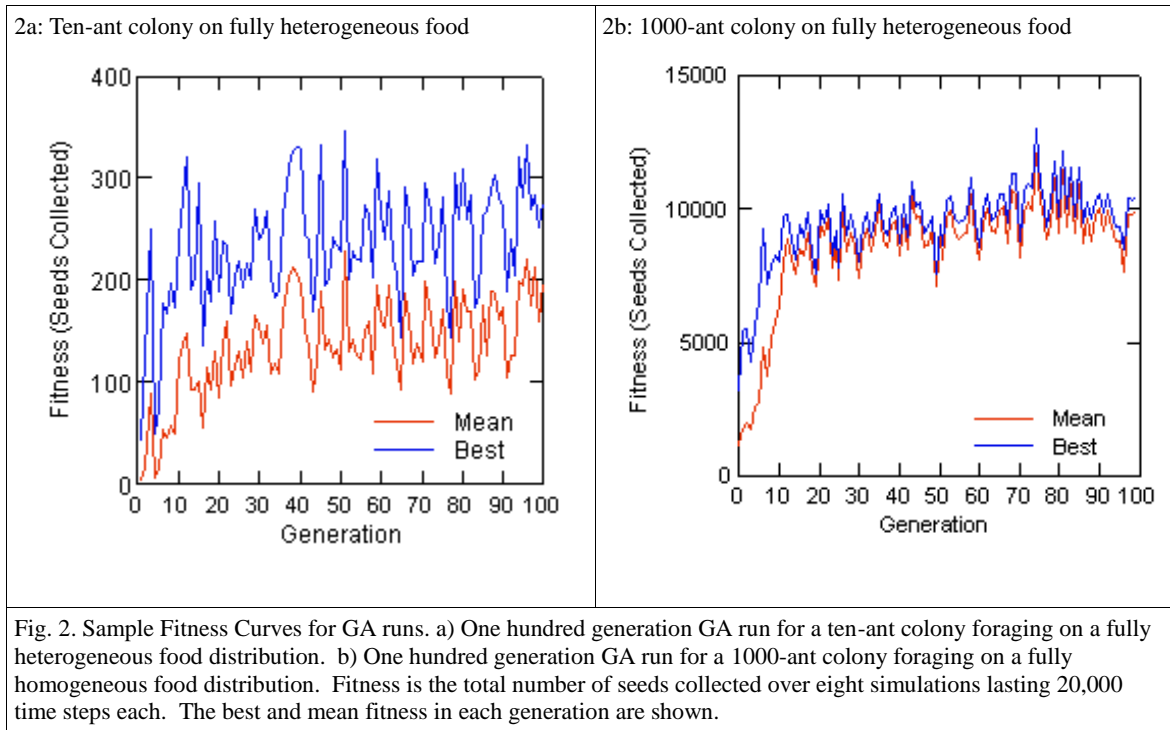 2a: Ten-ant colony on fully heterogeneous food
400
300
200
100
0
Fitness (Seeds Collected)
Mean
Best
0 10 20 30 40 50 60 70 80 90 100
Generation
2b: 1000-ant colony on fully heterogeneous food
15000
10000
5000
0
Fitness (Seeds Collected)
Mean
Best
0 10 20 30 40 50 60 70 80 90 100
Generation
Fig. 2. Sample Fitness Curves for GA runs. a) One hundred generation GA run for a ten-ant colony foraging on a fully
heterogeneous food distribution. b) One hundred generation GA run for a 1000-ant colony foraging on a fully
homogeneous food distribution. Fitness is the total number of seeds collected over eight simulations lasting 20,000
time steps each. The best and mean fitness in each generation are shown.